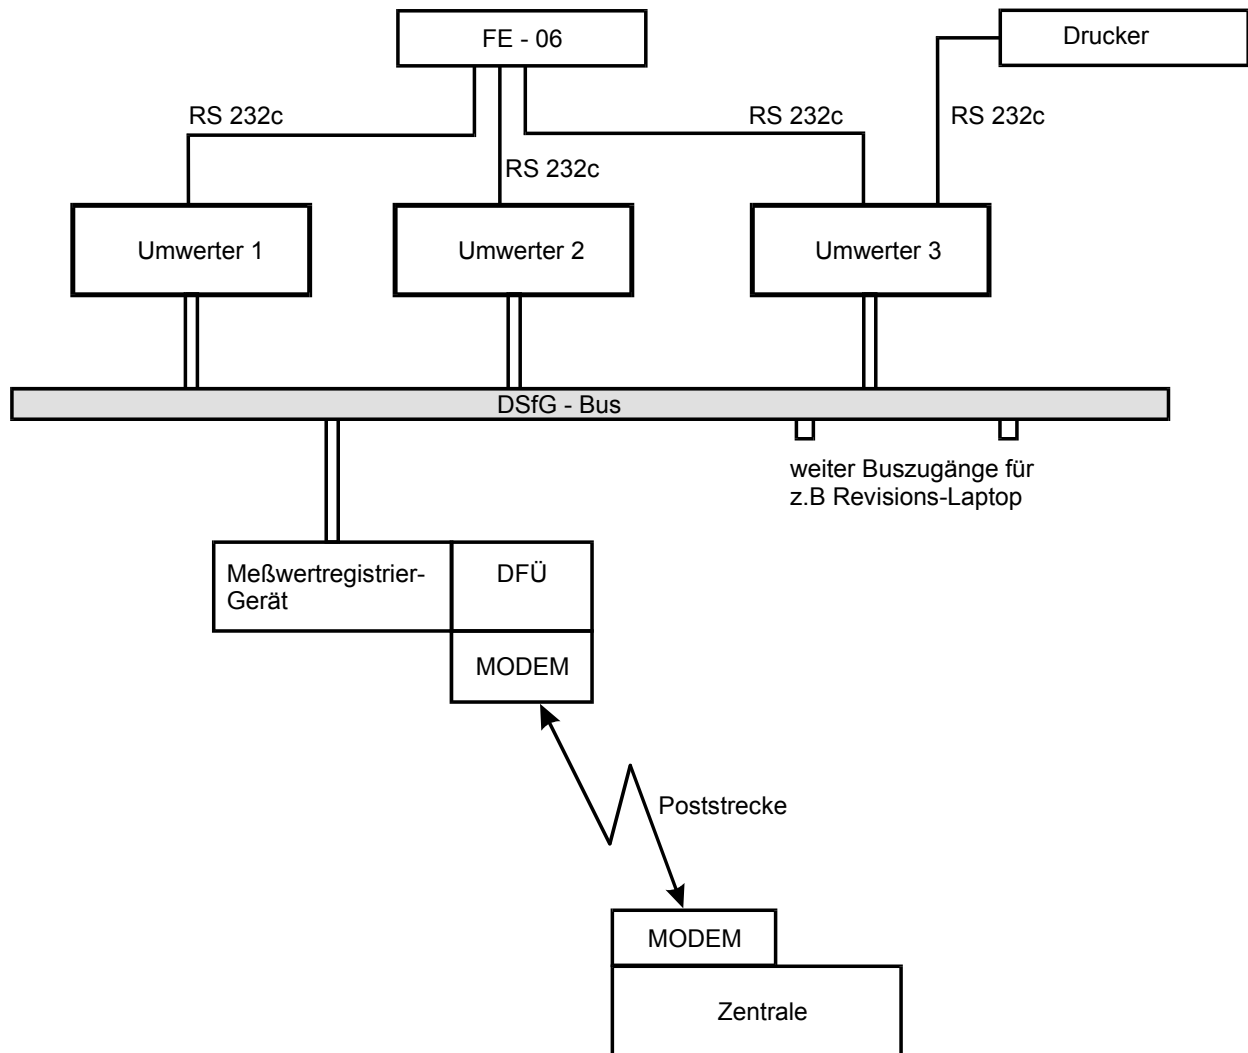 FE - 06
Drucker
RS 232c
RS 232c
RS 232c
RS 232c
Umwerter 1
Umwerter 2
Umwerter 3
DSfG - Bus
weiter Buszugänge für
z.B Revisions-Laptop
Meßwertregistrier-
Gerät
DFÜ
MODEM
Poststrecke
MODEM
Zentrale